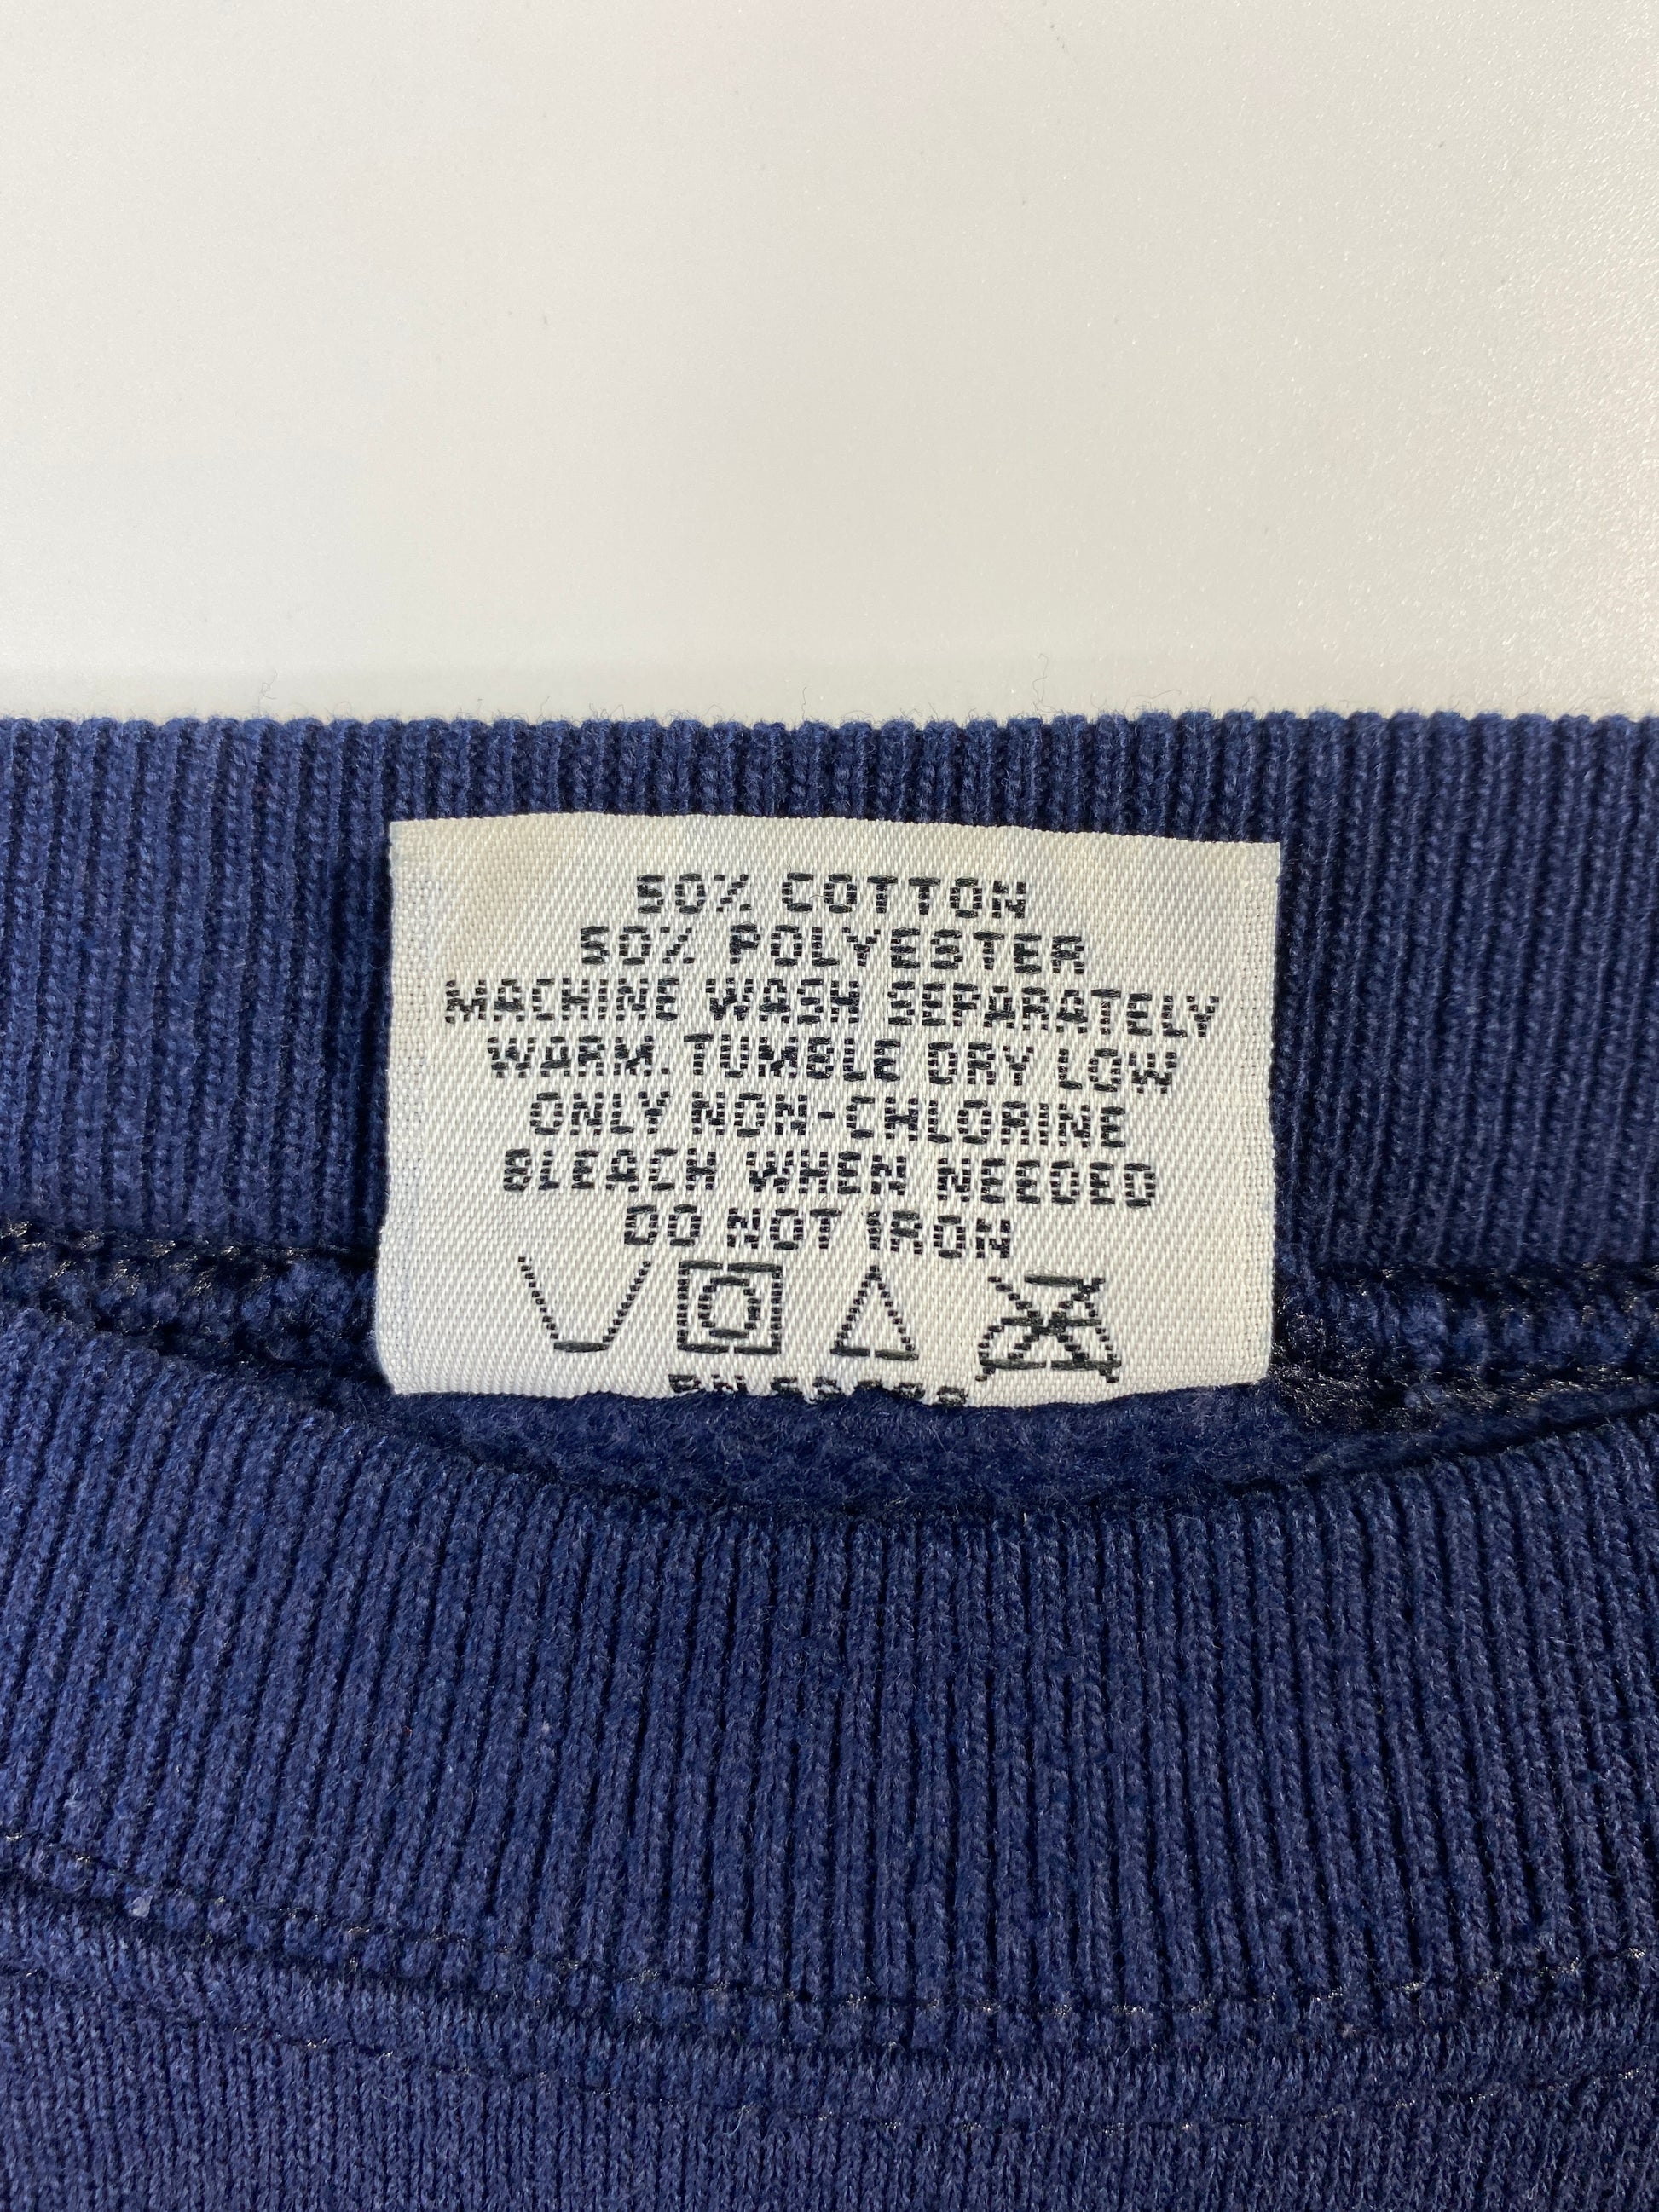 50% COTTON
50% POLYESTER
MACHINE WASH SEPARATELY
WARM. TUMBLE DRY LOW
ONLY NON-CHLORINE
BLEACH WHEN NEEDED
DO NOT IRON